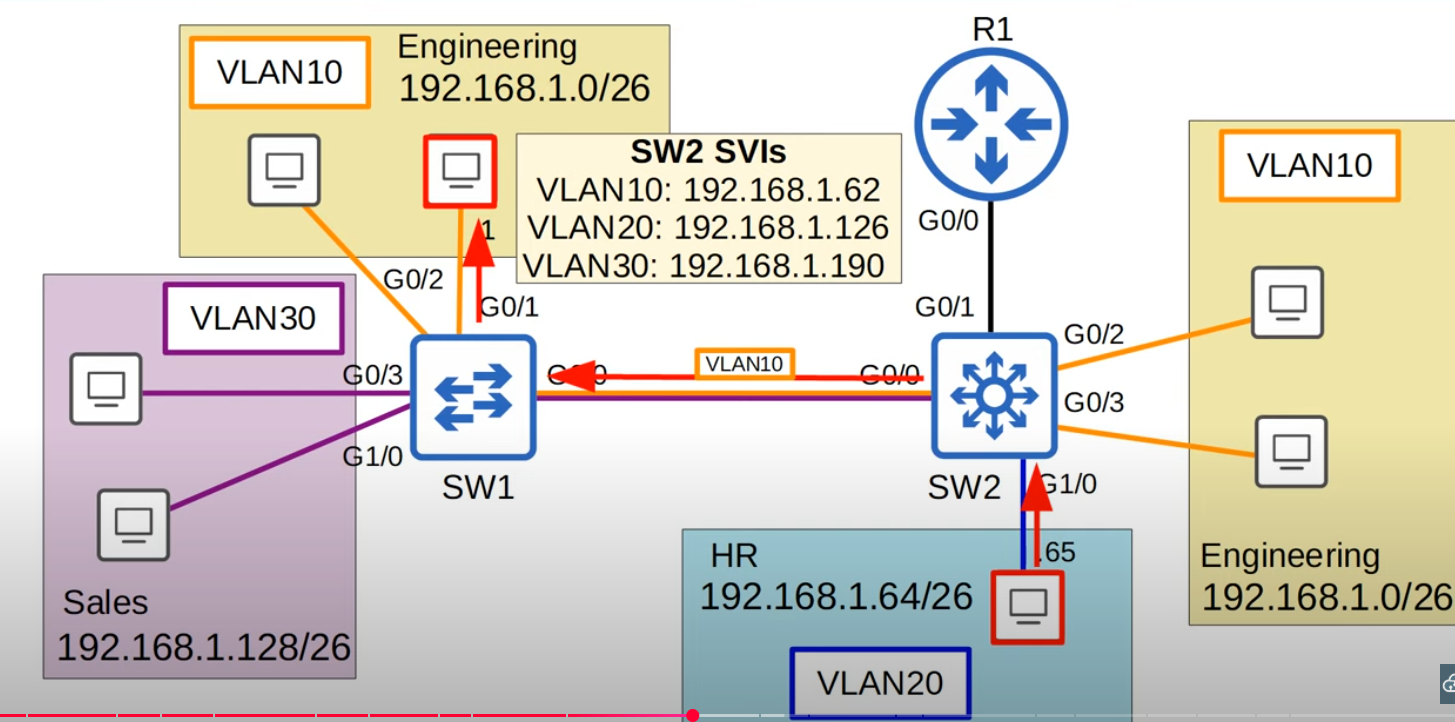 R1
Engineering
192.168.1.0/26
VLAN10
SW2 SVIs
VLAN10: 192.168.1.62
VLAN20: 192.168.1.126
VLAN30: 192.168.1.190
VLAN10
G0/0
.1
G0/2
G0/1
G0/1
VLAN30
G0/2
G0/3
VLAN10
G0/0
G0/0
G0/3
G1/0
SW1
SW2
G1/0
HR
.65
Engineering
192.168.1.64/26
192.168.1.0/26
Sales
192.168.1.128/26
VLAN20